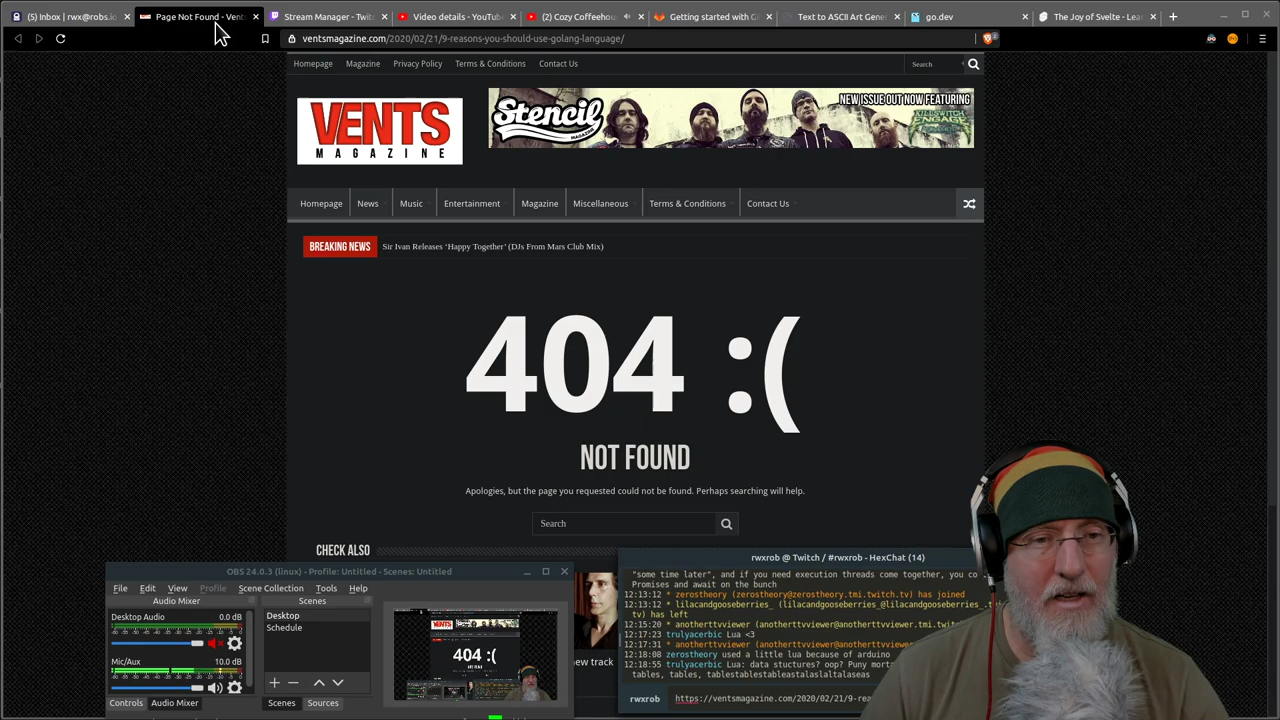 (5) Inbox | rwx@robs.io
Page Not Found - Vent
Stream Manager - Twit
Video details - YouTube
(2) Cozy Coffeehou
Getting started with G
Text to ASCII Art Gene
go.dev
The Joy of Svelte - Lea
ventsmagazine.com/2020/02/21/9-reasons-you-should-use-golang-language/
Homepage Magazine Privacy Policy Terms & Conditions Contact Us
Search
VENTS
MAGAZINE
Stencil
MAGAZINE
NEW ISSUE OUT NOW FEATURING
KILLSWITCH
ENGAGE
Homepage News Music Entertainment Magazine Miscellaneous Terms & Conditions Contact Us
BREAKING NEWS Sir Ivan Releases ‘Happy Together’ (DJs From Mars Club Mix)
404 :(
NOT FOUND
Apologies, but the page you requested could not be found. Perhaps searching will help.
Search
CHECK ALSO
new track
OBS 24.0.3 (linux) - Profile: Untitled - Scenes: Untitled
File Edit View Profile Scene Collection Tools Help
Audio Mixer
Scenes
Desktop Audio 0.0 dB
Mic/Aux 10.0 dB
Desktop
Schedule
Controls Audio Mixer
Scenes Sources
rwxrob @ Twitch / #rwxrob - HexChat (14)
"some time later", and if you need execution threads come together, you co
Promises and await on the bunch
12:13:12 * zerostheory (zerostheory@zerostheory.tmi.twitch.tv) has joined
12:13:12 * lilacandgooseberries_ (lilacandgooseberries_@lilacandgooseberries_.t
tv) has left
12:15:20 * anotherttvviewer (anotherttvviewer@anotherttvviewer.tmi.tw
12:17:23 trulyacerbic Lua <3
12:17:31 * anotherttvviewer (anotherttvviewer@anotherttvviewer
12:18:08 zerostheory used a little lua because of arduino
12:18:55 trulyacerbic Lua: data stuctures? oop? Puny mort
tables, tables, tablestablestableastalaslaltalaseas
rwxrob https://ventsmagazine.com/2020/02/21/9-rea